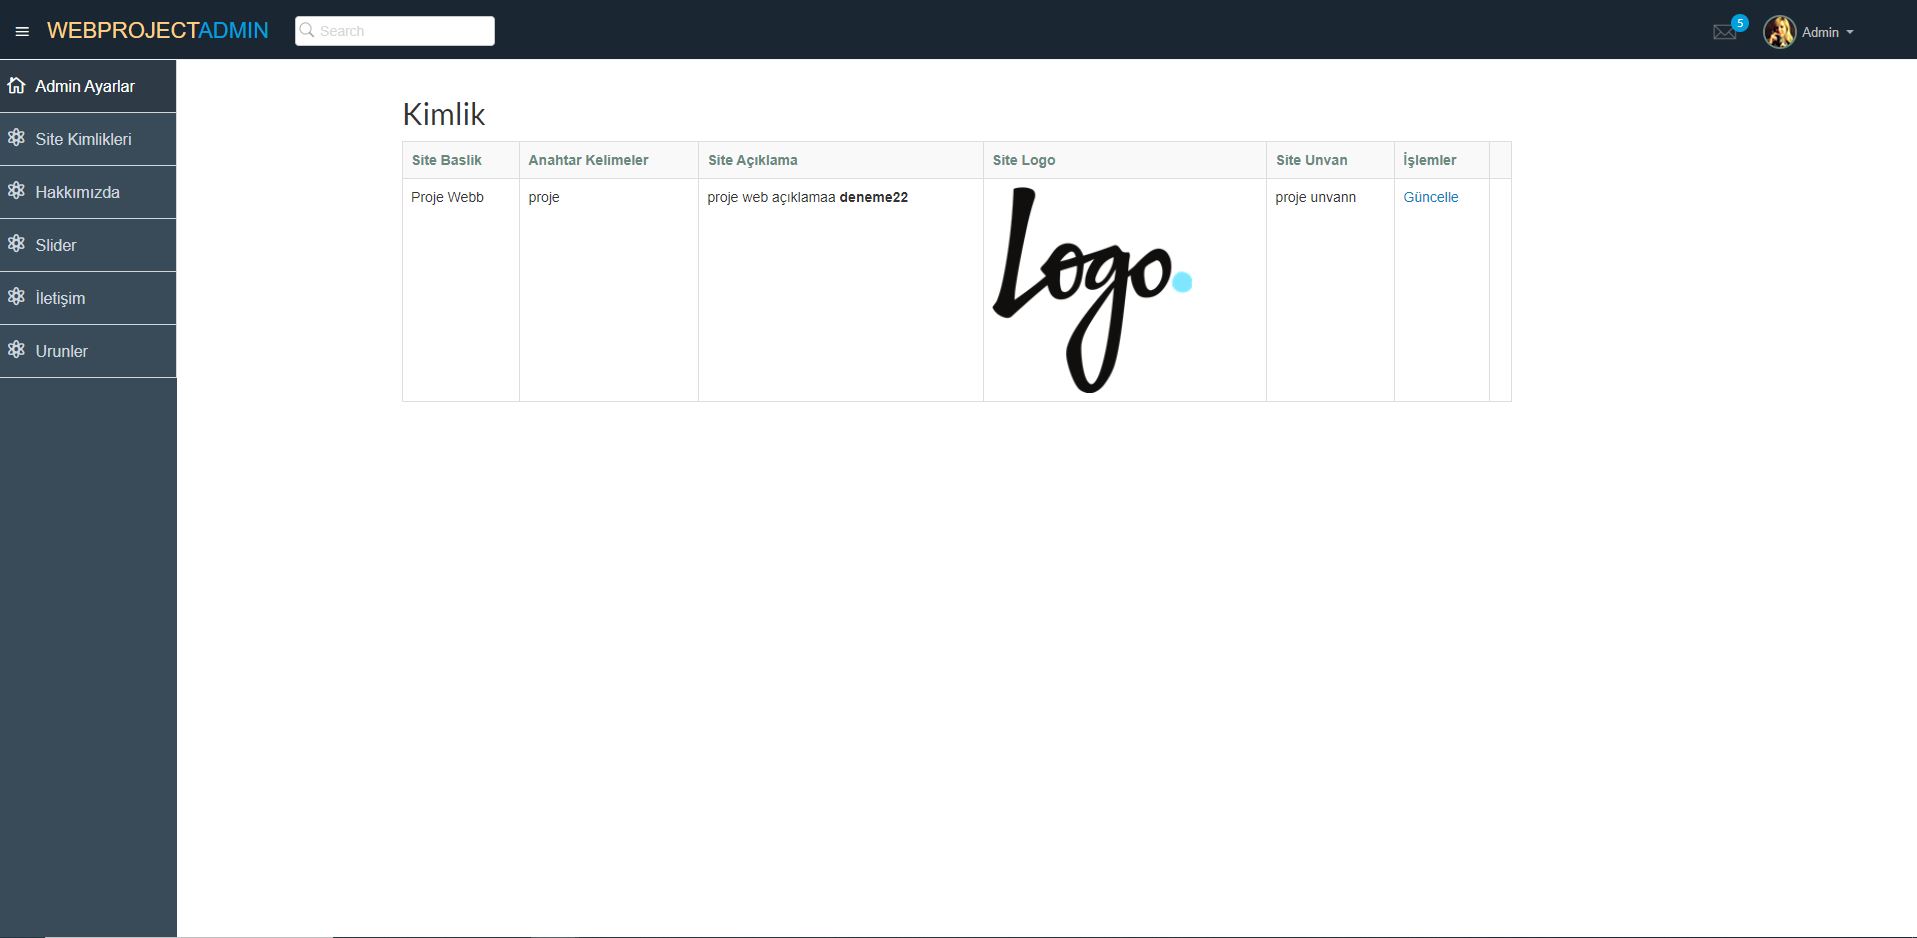 WEBPROJECTADMIN
Search
5
Admin
Admin Ayarlar
Site Kimlikleri
Hakkımızda
Slider
İletişim
Urunler
Kimlik
Site Baslik Anahtar Kelimeler Site Açıklama Site Logo Site Unvan İşlemler
Proje Webb proje proje web açıklamaa deneme22 proje unvann Güncelle
Logo.